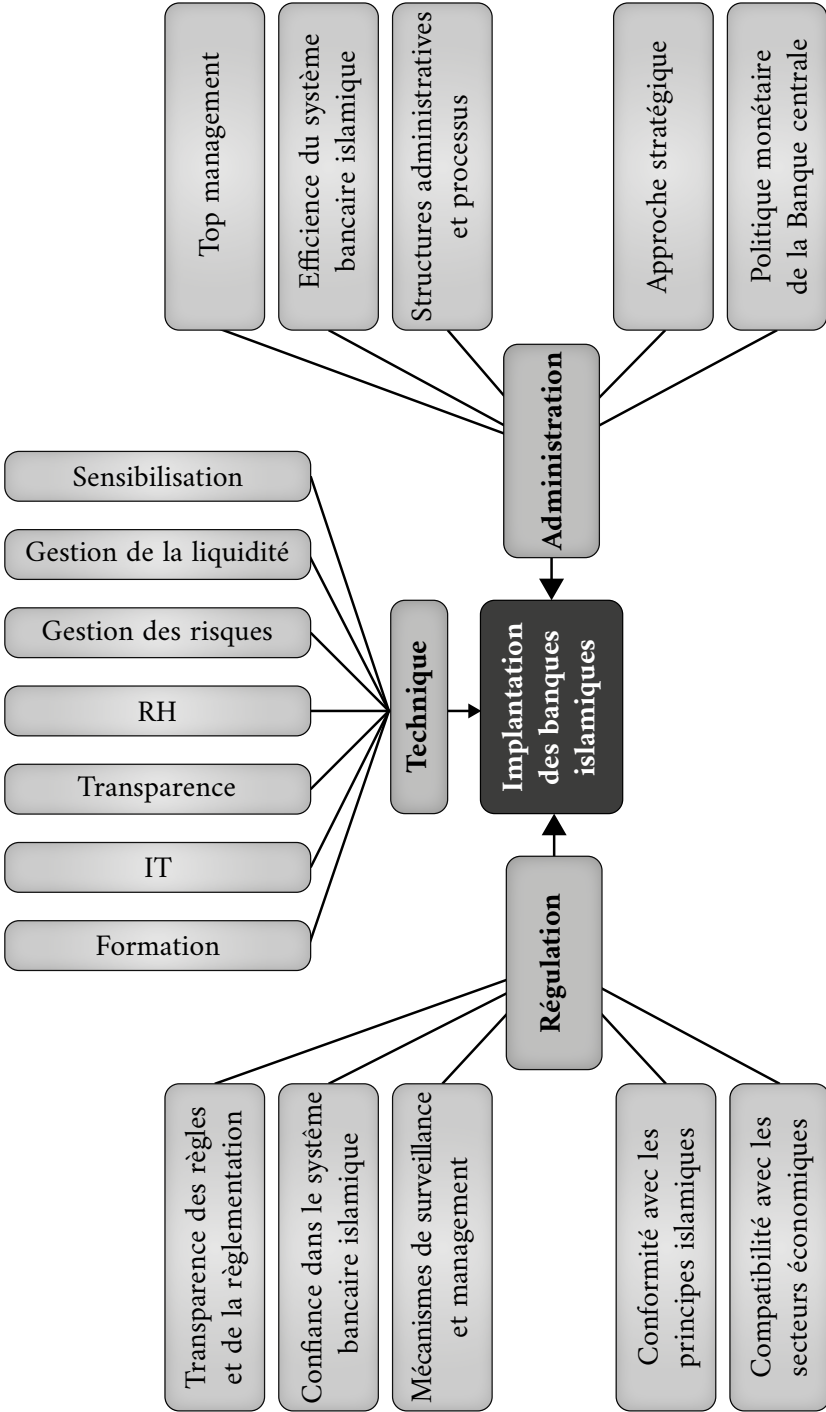 Formation
IT
Transparence
RH
Gestion des risques
Gestion de la liquidité
Sensibilisation
Transparence des règles
et de la règlementation
Confiance dans le système
bancaire islamique
Mécanismes de surveillance
et management
Conformité avec les
principes islamiques
Compatibilité avec les
secteurs économiques
Régulation
Technique
Implantation
des banques
islamiques
Administration
Top management
Efficience du système
bancaire islamique
Structures administratives
et processus
Approche stratégique
Politique monétaire
de la Banque centrale